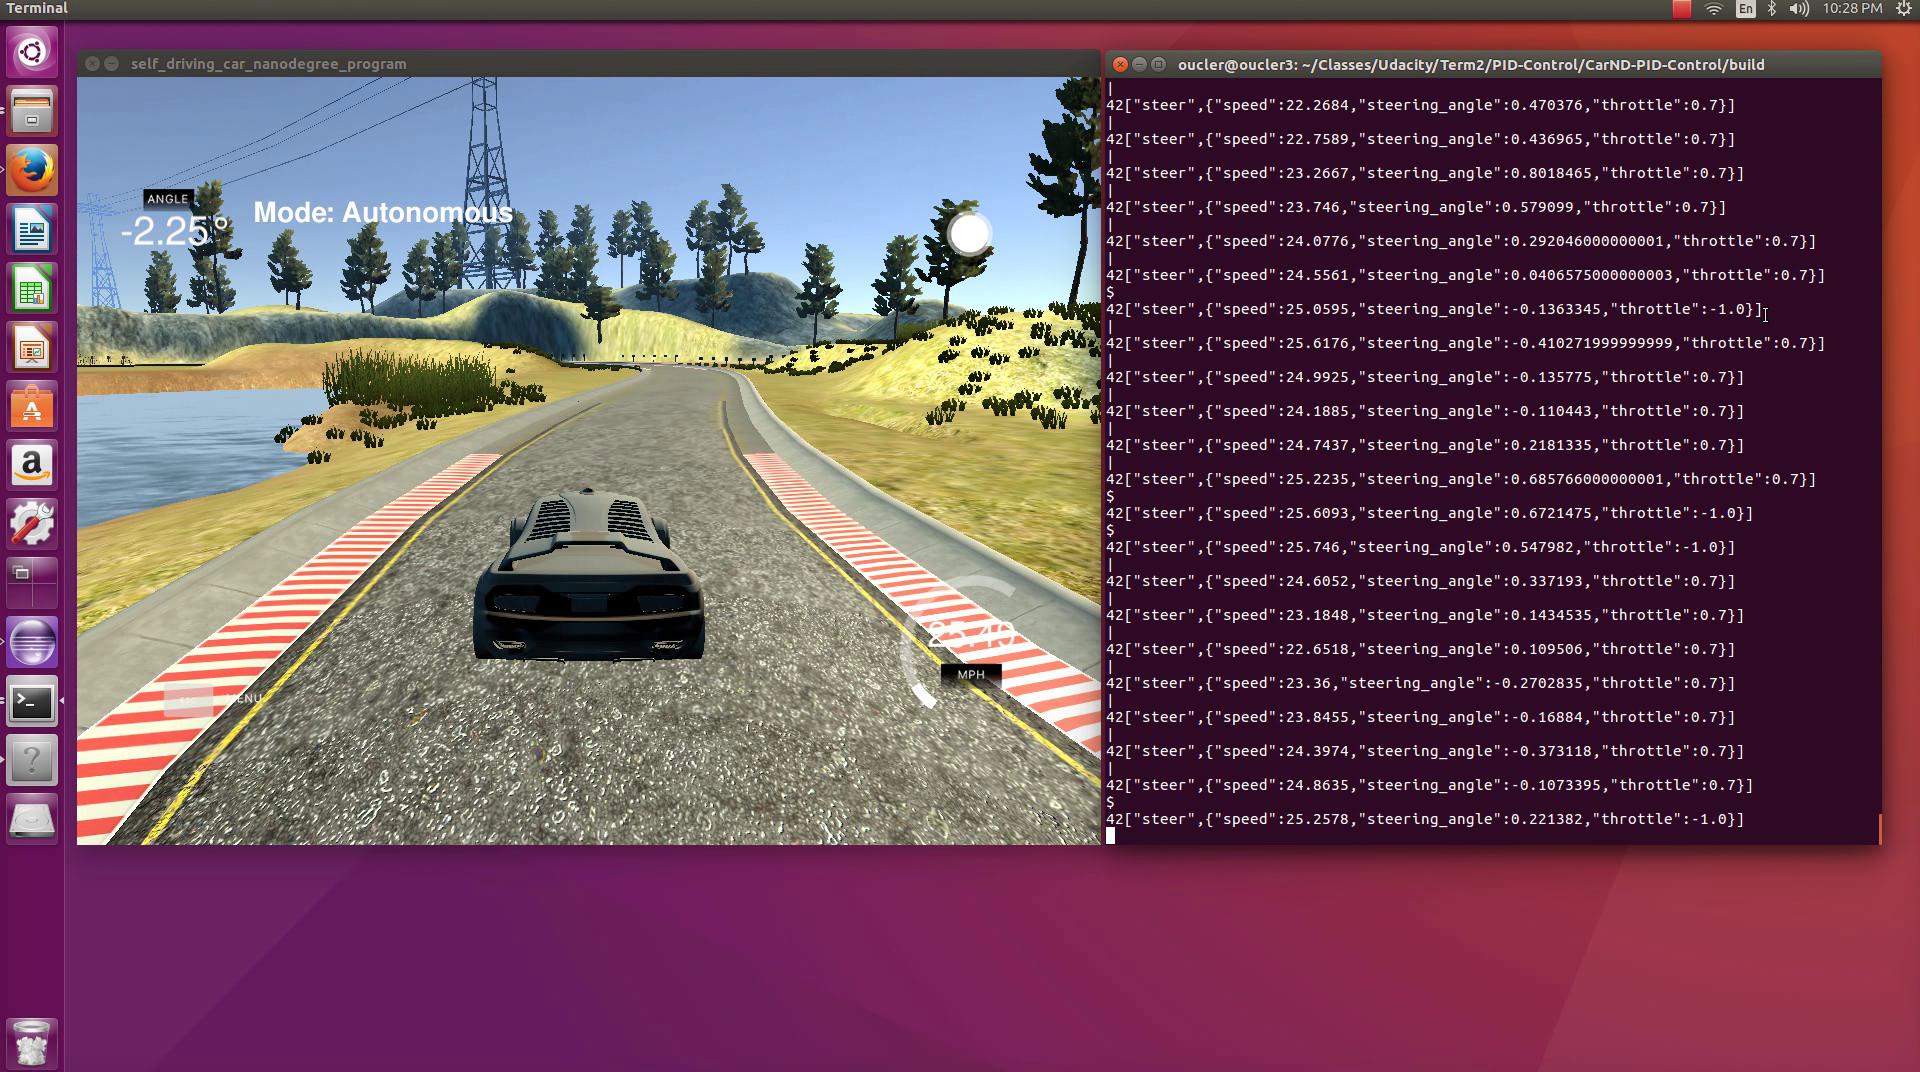 Terminal
En
10:28 PM
self_driving_car_nanodegree_program
ANGLE
-2.25°
Mode: Autonomous
25.49
MPH
ESC
MENU
oucler@oucler3: ~/Classes/Udacity/Term2/PID-Control/CarND-PID-Control/build
|
42["steer",{"speed":22.2684,"steering_angle":0.470376,"throttle":0.7}]
|
42["steer",{"speed":22.7589,"steering_angle":0.436965,"throttle":0.7}]
|
42["steer",{"speed":23.2667,"steering_angle":0.8018465,"throttle":0.7}]
|
42["steer",{"speed":23.746,"steering_angle":0.579099,"throttle":0.7}]
|
42["steer",{"speed":24.0776,"steering_angle":0.292046000000001,"throttle":0.7}]
|
42["steer",{"speed":24.5561,"steering_angle":0.0406575000000003,"throttle":0.7}]
$
42["steer",{"speed":25.0595,"steering_angle":-0.1363345,"throttle":-1.0}]
|
42["steer",{"speed":25.6176,"steering_angle":-0.410271999999999,"throttle":0.7}]
|
42["steer",{"speed":24.9925,"steering_angle":-0.135775,"throttle":0.7}]
|
42["steer",{"speed":24.1885,"steering_angle":-0.110443,"throttle":0.7}]
|
42["steer",{"speed":24.7437,"steering_angle":0.2181335,"throttle":0.7}]
|
42["steer",{"speed":25.2235,"steering_angle":0.685766000000001,"throttle":0.7}]
$
42["steer",{"speed":25.6093,"steering_angle":0.6721475,"throttle":-1.0}]
$
42["steer",{"speed":25.746,"steering_angle":0.547982,"throttle":-1.0}]
|
42["steer",{"speed":24.6052,"steering_angle":0.337193,"throttle":0.7}]
|
42["steer",{"speed":23.1848,"steering_angle":0.1434535,"throttle":0.7}]
|
42["steer",{"speed":22.6518,"steering_angle":0.109506,"throttle":0.7}]
|
42["steer",{"speed":23.36,"steering_angle":-0.2702835,"throttle":0.7}]
|
42["steer",{"speed":23.8455,"steering_angle":-0.16884,"throttle":0.7}]
|
42["steer",{"speed":24.3974,"steering_angle":-0.373118,"throttle":0.7}]
|
42["steer",{"speed":24.8635,"steering_angle":-0.1073395,"throttle":0.7}]
$
42["steer",{"speed":25.2578,"steering_angle":0.221382,"throttle":-1.0}]